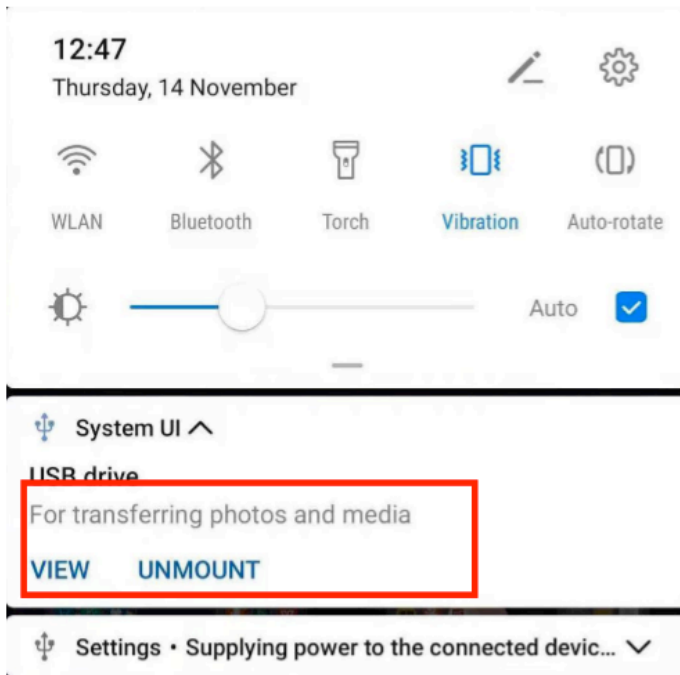 12:47
Thursday, 14 November
WLAN Bluetooth Torch Vibration Auto-rotate
Auto
System UI
USB drive
For transferring photos and media
VIEW UNMOUNT
Settings • Supplying power to the connected devic...